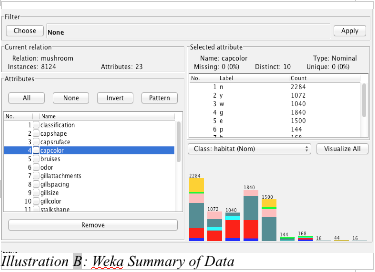 Filter
Choose None Apply
Current relation
Relation: mushroom
Instances: 8124 Attributes: 23
Attributes
All None Invert Pattern
No. Name
1 classification
2 capshape
3 capsruface
4 capcolor
5 bruises
6 odor
7 gillattachments
8 gillspacing
9 gillsize
10 gillcolor
11 stalkshape
Remove
Selected attribute
Name: capcolor Type: Nominal
Missing: 0 (0%) Distinct: 10 Unique: 0 (0%)
No. Label Count
1 n 2284
2 y 1072
3 w 1040
4 g 1840
5 e 1500
6 p 144
Class: habitat (Nom) Visualize All
2284
1072
1040
1840
1500
144
168
16
44
16
Illustration B: Weka Summary of Data